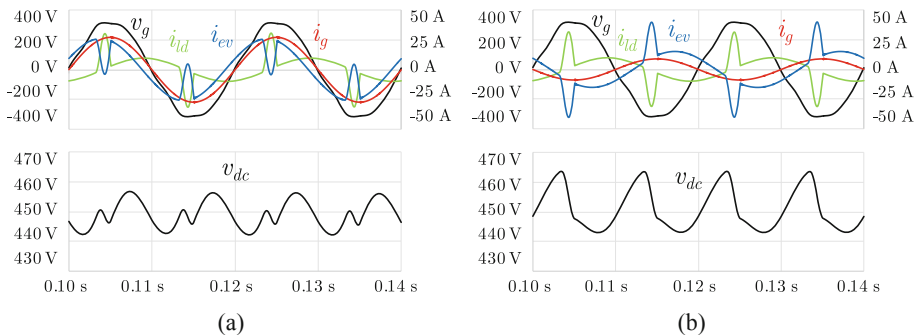 400 V
200 V
0 V
-200 V
-400 V
v_g
i_ld
i_ev
i_g
50 A
25 A
0 A
-25 A
-50 A
470 V
460 V
450 V
440 V
430 V
v_dc
0.10 s 0.11 s 0.12 s 0.13 s 0.14 s
(a)
400 V
200 V
0 V
-200 V
-400 V
v_g
i_ld
i_ev
i_g
50 A
25 A
0 A
-25 A
-50 A
470 V
460 V
450 V
440 V
430 V
v_dc
0.10 s 0.11 s 0.12 s 0.13 s 0.14 s
(b)